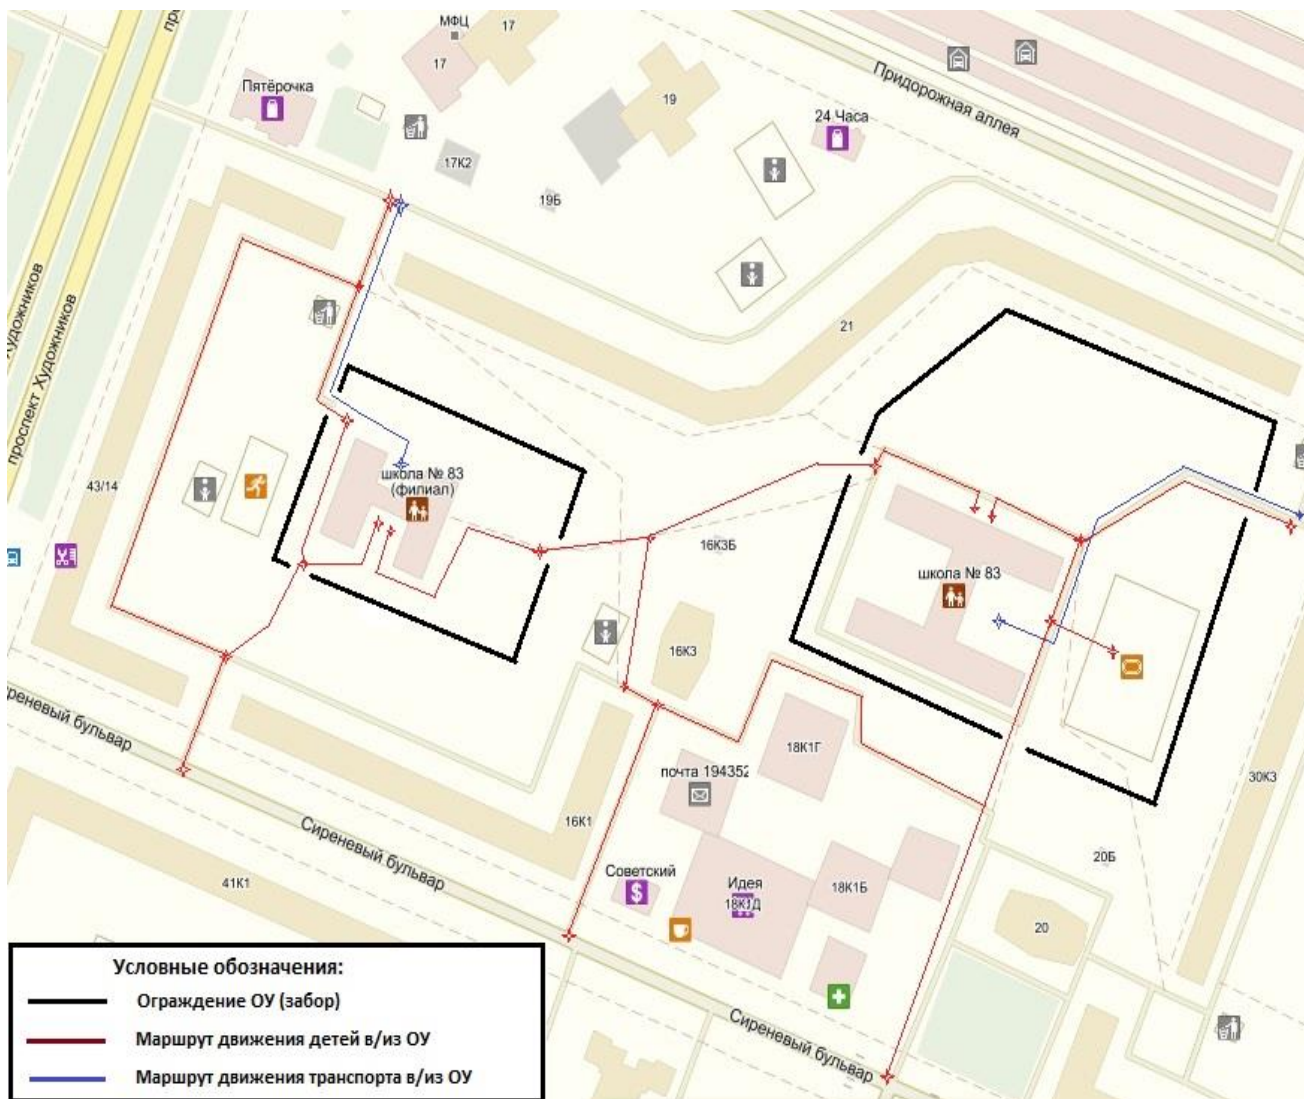 про
МФЦ
17
17
Пятёрочка
19
24 Часа
Придорожная аллея
17К2
19Б
Художников
проспект Художников
21
школа № 83
(филиал)
43/14
16К3Б
школа № 83
16К3
18К1Г
почта 194352
30К3
реневый бульвар
16К1
Сиреневый бульвар
20Б
41К1
Советский
$
Идея
18К1Д
18К1Б
20
Сиреневый бульвар
Условные обозначения:
Ограждение ОУ (забор)
Маршрут движения детей в/из ОУ
Маршрут движения транспорта в/из ОУ